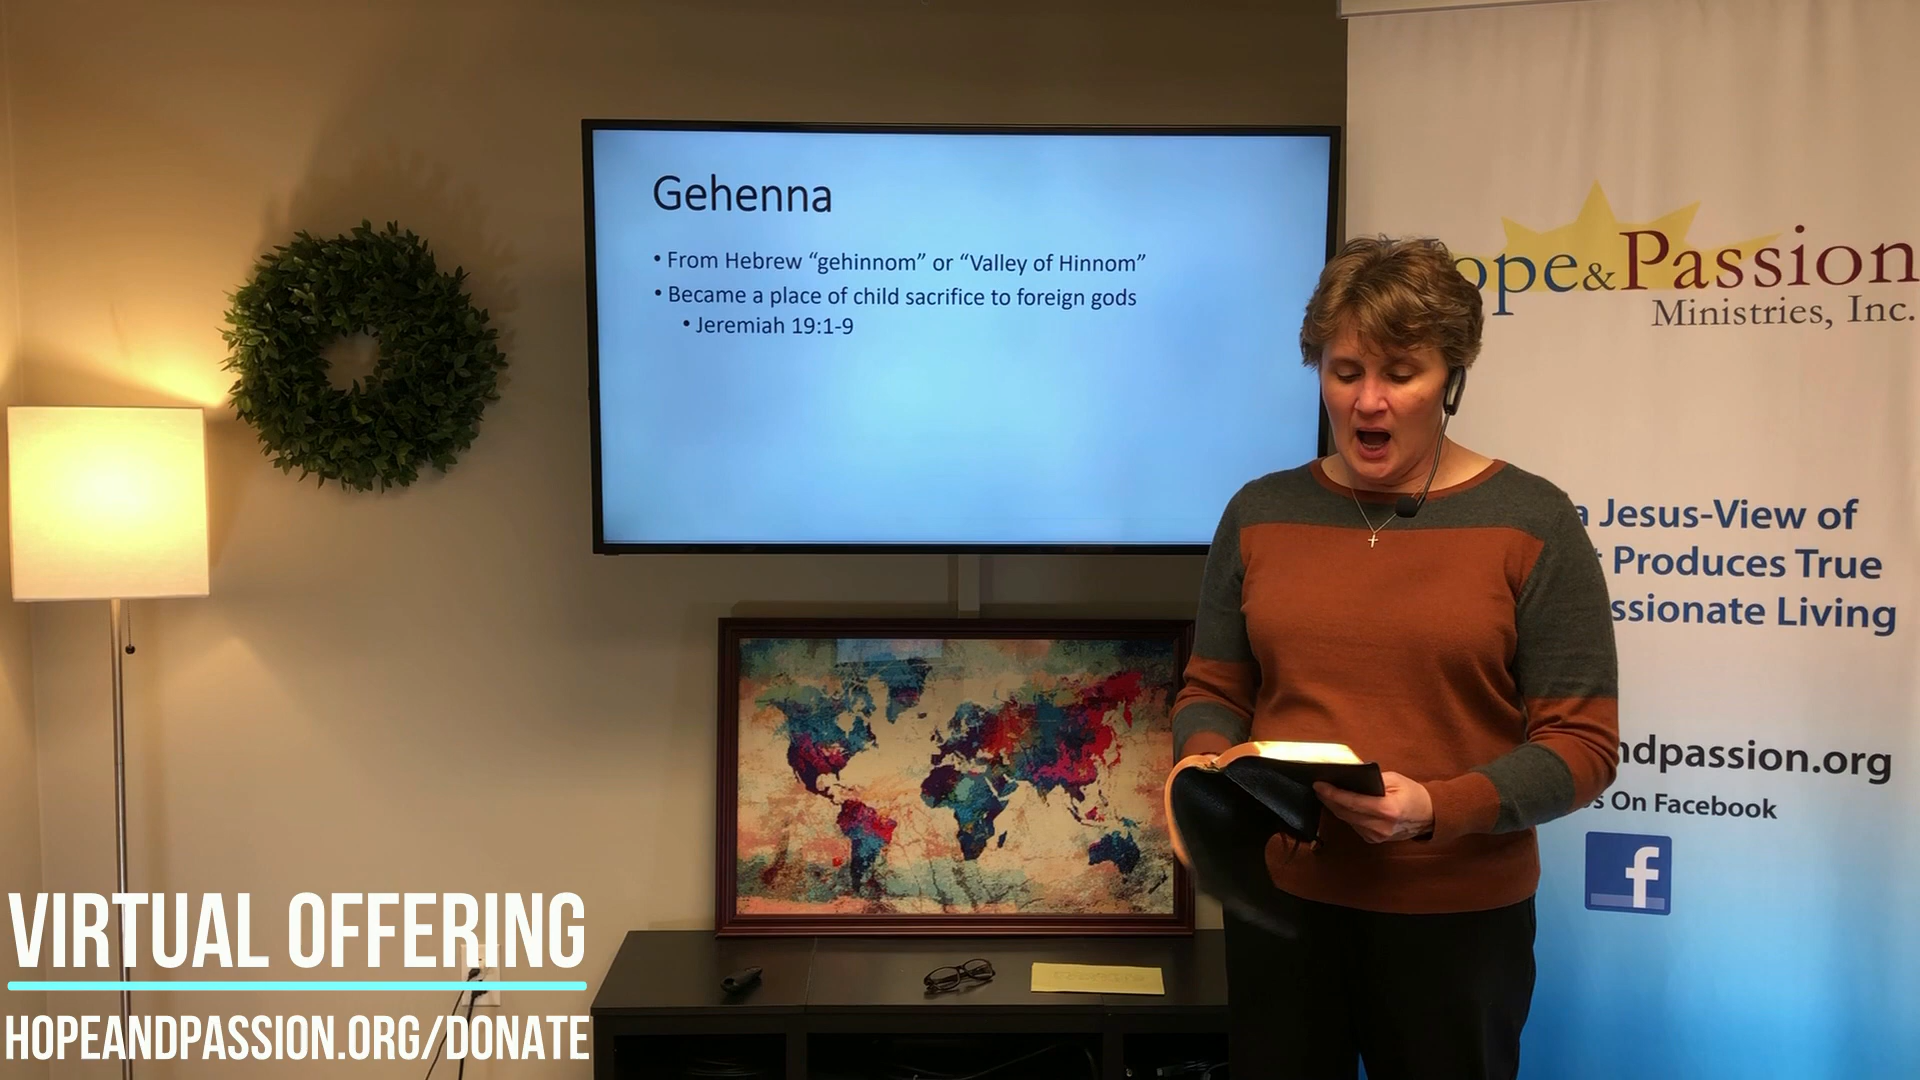 Gehenna
• From Hebrew “gehinnom” or “Valley of Hinnom”
• Became a place of child sacrifice to foreign gods
• Jeremiah 19:1-9
ope&Passion
Ministries, Inc.
a Jesus-View of
Produces True
ssionate Living
ndpassion.org
s On Facebook
f
VIRTUAL OFFERING
HOPEANDPASSION.ORG/DONATE